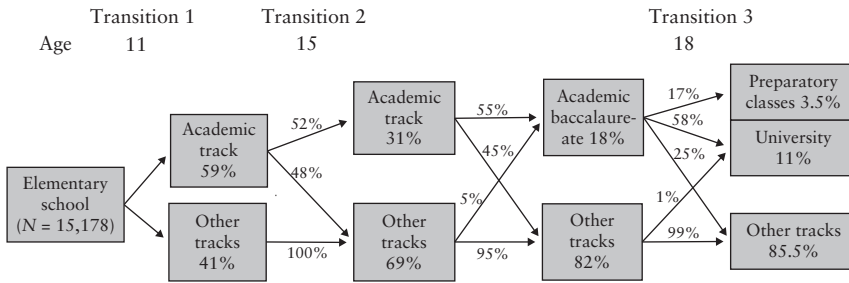 Transition 1 Transition 2 Transition 3
Age 11 15 18
Elementary
school
(N = 15,178)
Academic
track
59%
Other
tracks
41%
52%
48%
100%
Academic
track
31%
Other
tracks
69%
55%
45%
5%
95%
Academic
baccalaure-
ate 18%
Other
tracks
82%
17%
58%
25%
1%
99%
Preparatory
classes 3.5%
University
11%
Other tracks
85.5%